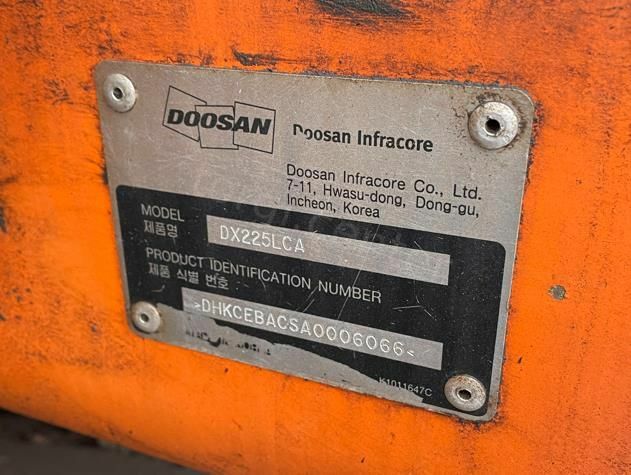 DOOSAN
Doosan Infracore
Doosan Infracore Co., Ltd.
7-11, Hwasu-dong, Dong-gu,
Incheon, Korea
MODEL
제품명
DX225LCA
PRODUCT IDENTIFICATION NUMBER
제품 식별 번호
>DHKCEBACSA0006066<
K1011647C